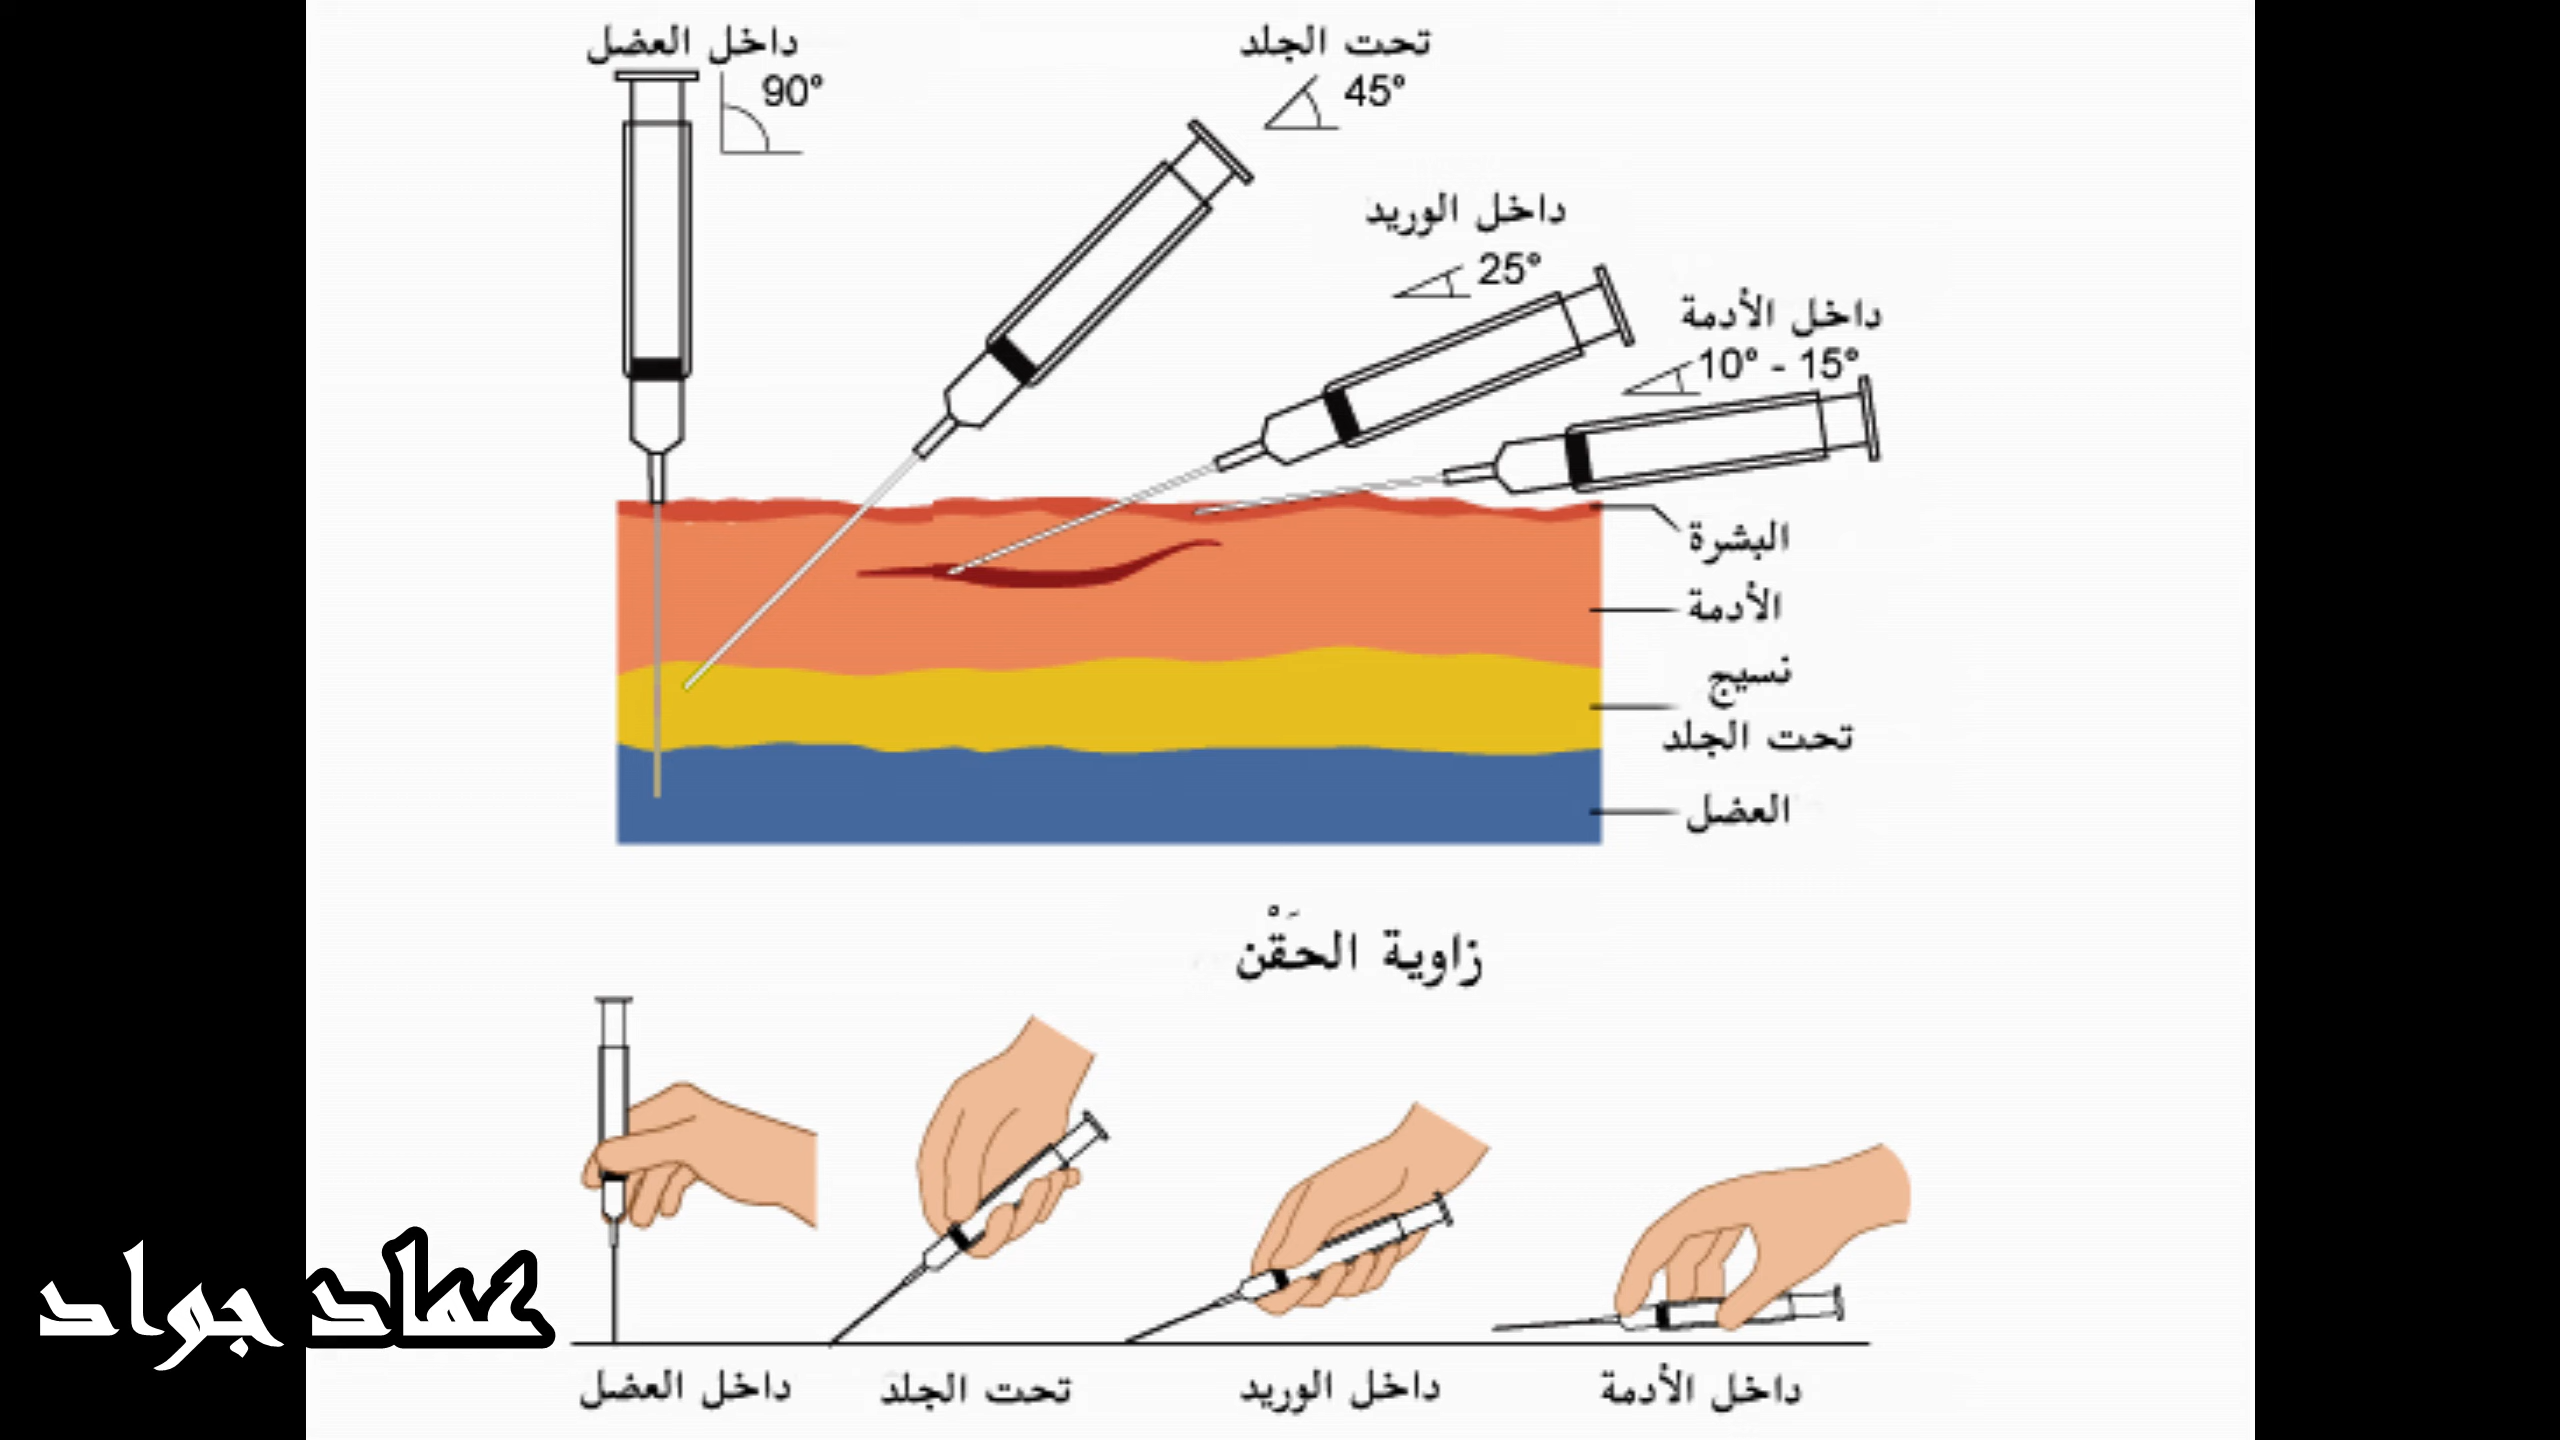 داخل العضل
90°
تحت الجلد
45°
داخل الوريد
25°
داخل الأدمة
10° - 15°
البشرة
الأدمة
نسيج
تحت الجلد
العضل
زاوية الحَقْن
داخل العضل
تحت الجلد
داخل الوريد
داخل الأدمة
عماد جواد